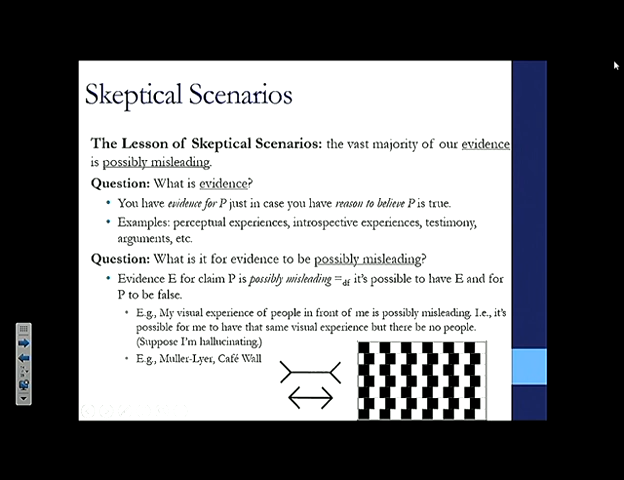 Skeptical Scenarios
The Lesson of Skeptical Scenarios: the vast majority of our evidence
is possibly misleading.
Question: What is evidence?
• You have evidence for P just in case you have reason to believe P is true.
• Examples: perceptual experiences, introspective experiences, testimony,
arguments, etc.
Question: What is it for evidence to be possibly misleading?
• Evidence E for claim P is possibly misleading =df it's possible to have E and for
P to be false.
• E.g., My visual experience of people in front of me is possibly misleading. I.e., it's
possible for me to have that same visual experience but there be no people.
(Suppose I'm hallucinating.)
• E.g., Muller-Lyer, Café Wall